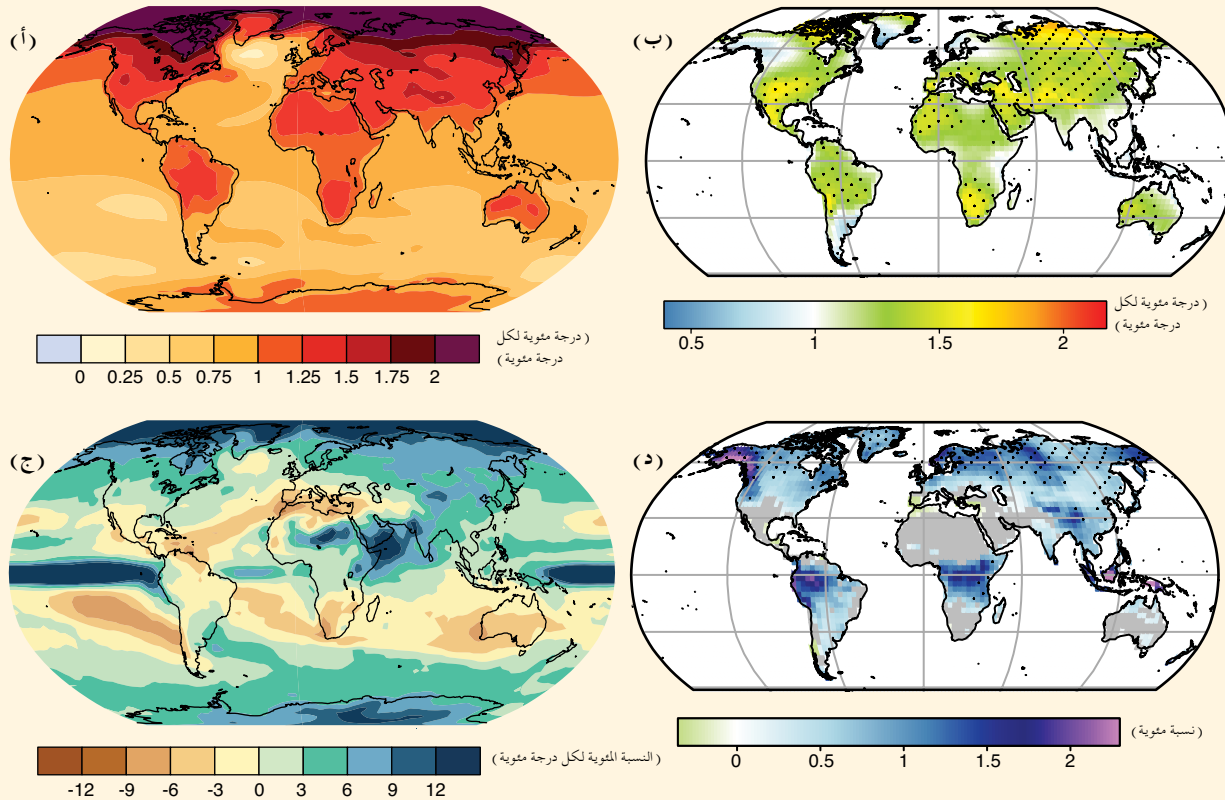 (أ)
(ب)
( درجة مئوية لكل
درجة مئوية)
0 0.25 0.5 0.75 1 1.25 1.5 1.75 2
( درجة مئوية لكل
درجة مئوية)
0.5 1 1.5 2
(ج)
(د)
( النسبة المئوية لكل درجة مئوية)
-12 -9 -6 -3 0 3 6 9 12
(نسبة مئوية)
0 0.5 1 1.5 2